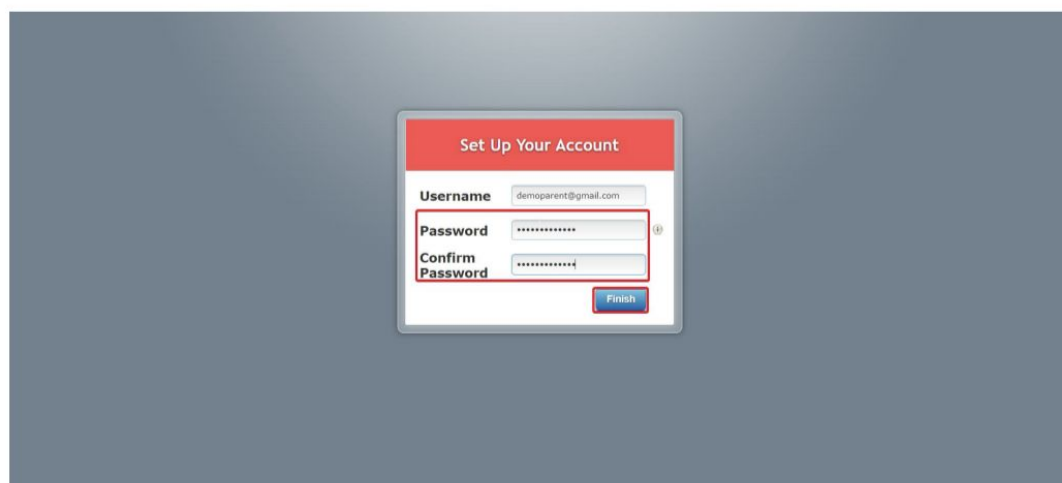 Set Up Your Account
Username demoparent@gmail.com
Password •••••••••••••
Confirm
Password •••••••••••••
Finish